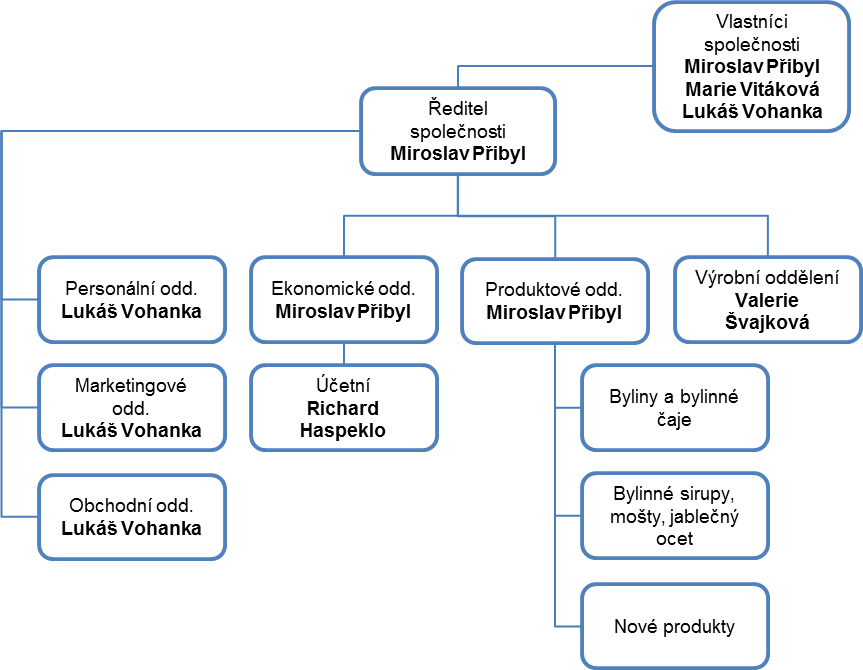 Vlastníci
společnosti
Miroslav Přibyl
Marie Vitáková
Lukáš Vohanka
Ředitel
společnosti
Miroslav Přibyl
Personální odd.
Lukáš Vohanka
Ekonomické odd.
Miroslav Přibyl
Produktové odd.
Miroslav Přibyl
Výrobní oddělení
Valerie
Švajková
Marketingové
odd.
Lukáš Vohanka
Účetní
Richard
Haspeklo
Byliny a bylinné
čaje
Obchodní odd.
Lukáš Vohanka
Bylinné sirupy,
mošty, jablečný
ocet
Nové produkty